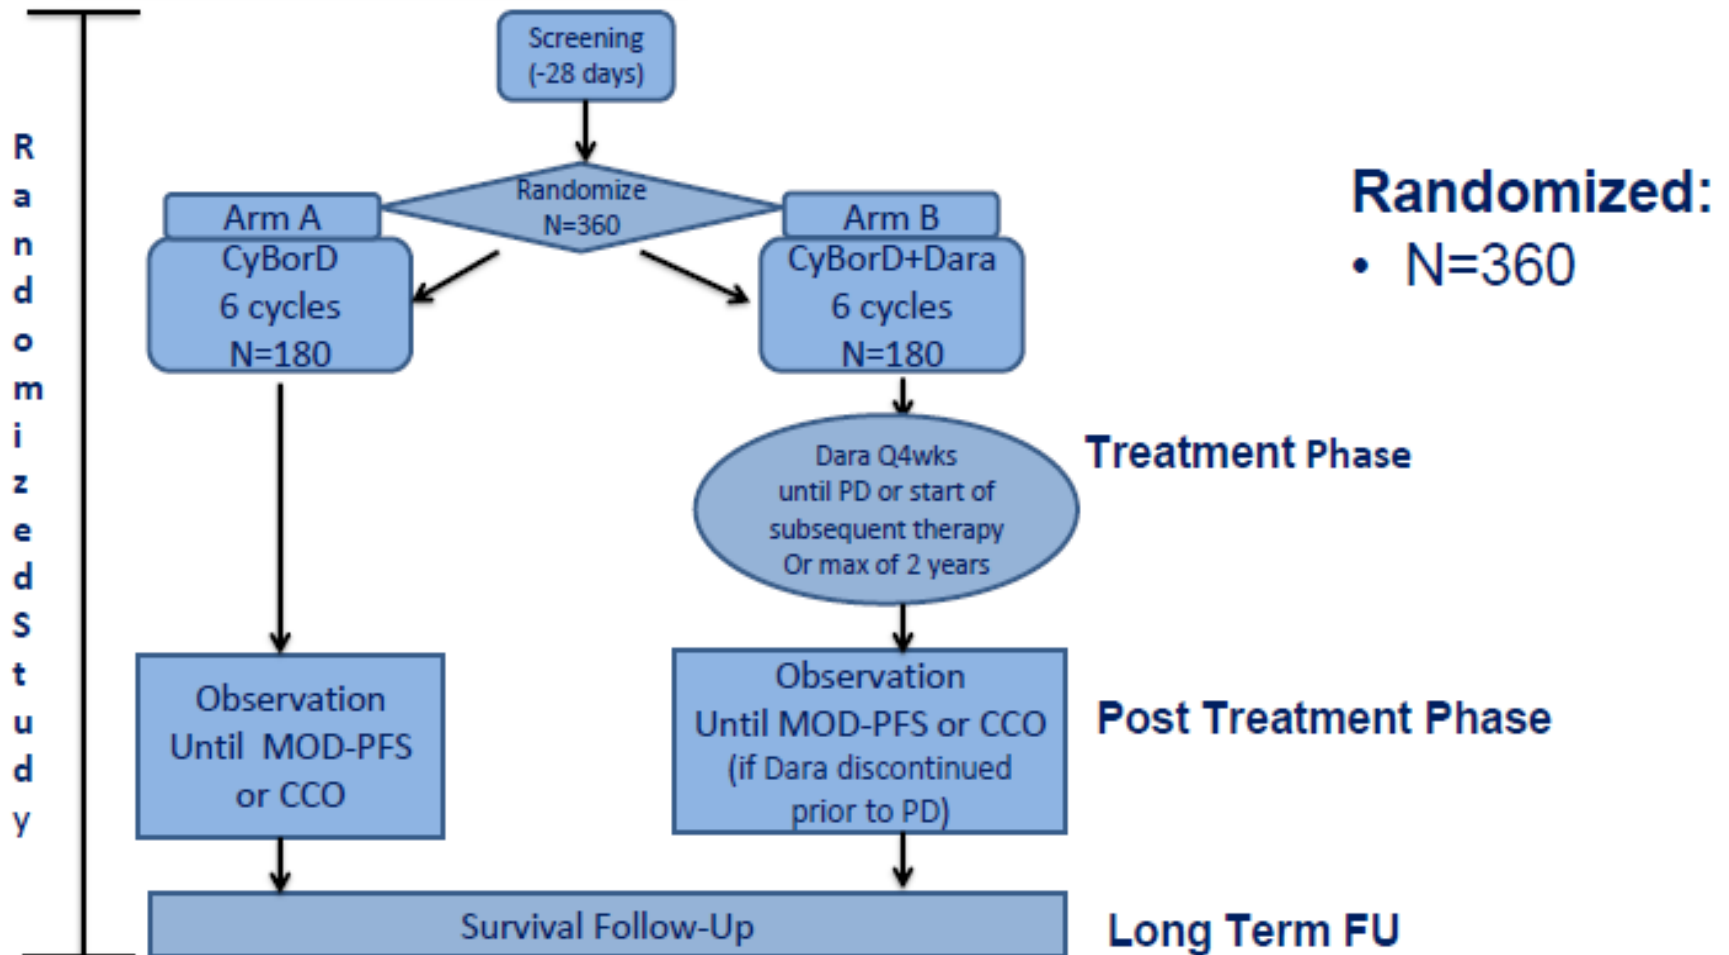 Screening
(-28 days)
Randomize
N=360
Arm A
CyBorD
6 cycles
N=180
Arm B
CyBorD+Dara
6 cycles
N=180
Randomized:
• N=360
Dara Q4wks
until PD or start of
subsequent therapy
Or max of 2 years
Treatment Phase
Observation
Until MOD-PFS
or CCO
Observation
Until MOD-PFS or CCO
(if Dara discontinued
prior to PD)
Post Treatment Phase
Survival Follow-Up
Long Term FU
R
a
n
d
o
m
i
z
e
d
S
t
u
d
y